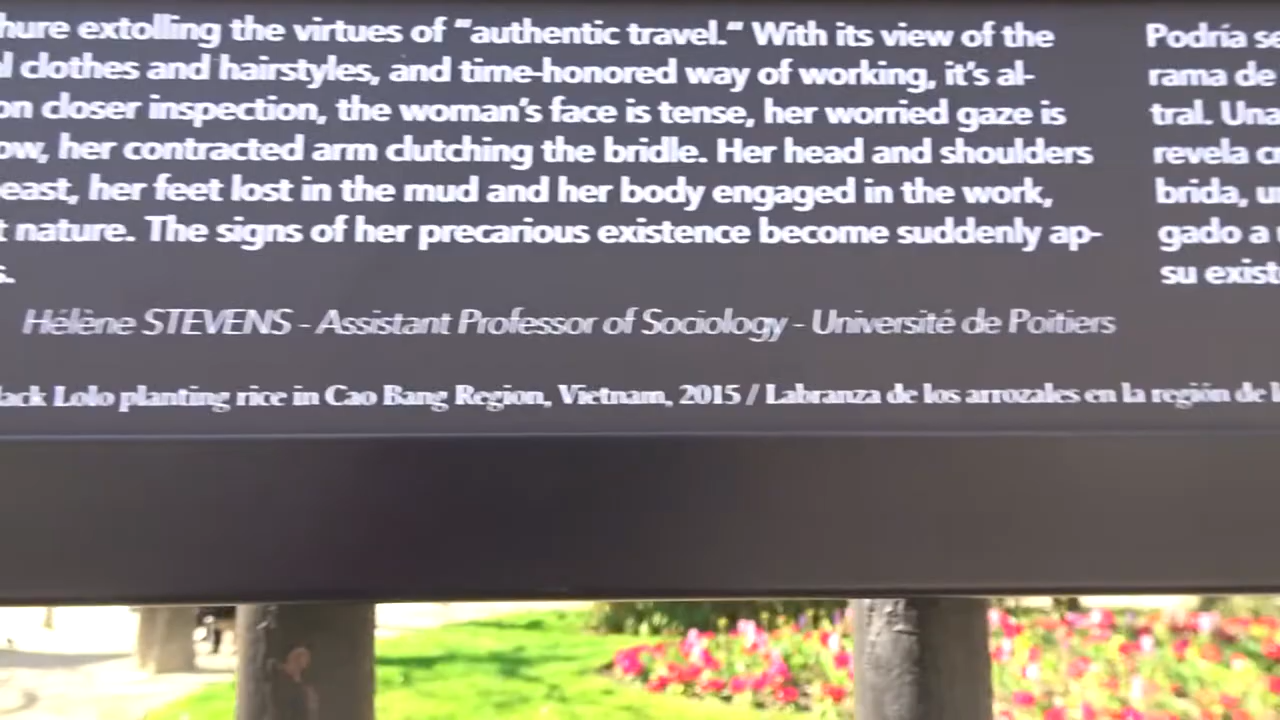 hure extolling the virtues of “authentic travel.” With its view of the
l clothes and hairstyles, and time-honored way of working, it’s al-
on closer inspection, the woman’s face is tense, her worried gaze is
ow, her contracted arm clutching the bridle. Her head and shoulders
east, her feet lost in the mud and her body engaged in the work,
t nature. The signs of her precarious existence become suddenly ap-
s.
Hélène STEVENS - Assistant Professor of Sociology - Université de Poitiers
lack Lolo planting rice in Cao Bang Region, Vietnam, 2015 / Labranza de los arrozales en la región de l
Podría se
rama de
tral. Una
revela cr
brida, u
gado a
su exist